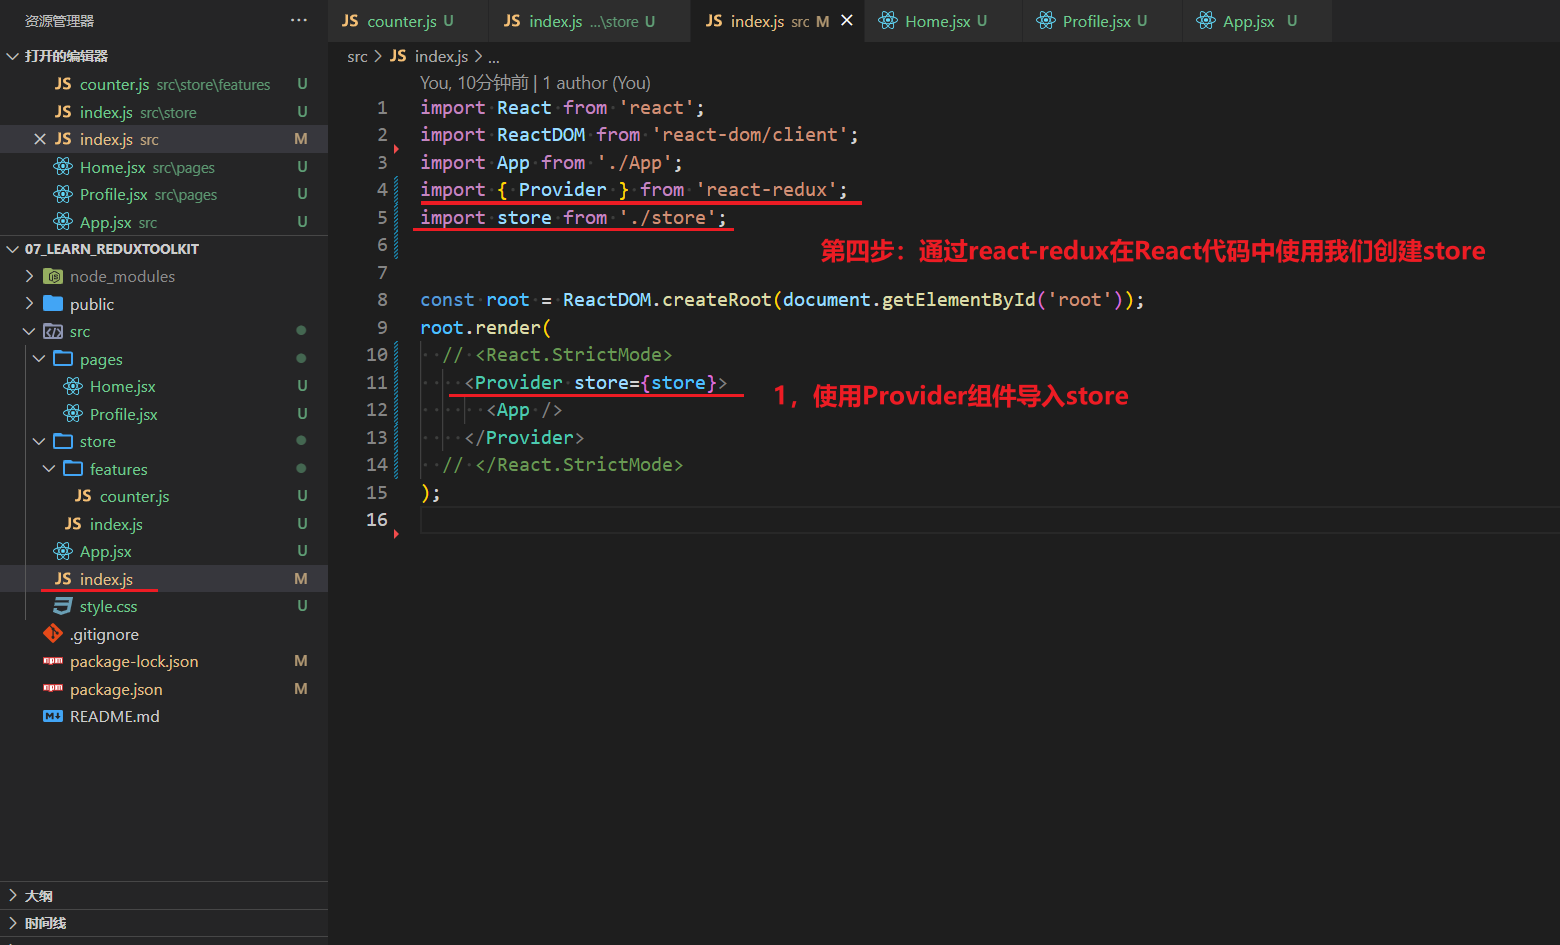 资源管理器
打开的编辑器
JS counter.js src\store\features U
JS index.js src\store U
JS index.js src M
Home.jsx src\pages U
Profile.jsx src\pages U
App.jsx src U
07_LEARN_REDUXTOOLKIT
node_modules
public
src
pages
Home.jsx U
Profile.jsx U
store
features
JS counter.js U
JS index.js U
App.jsx U
JS index.js M
style.css U
.gitignore
npm package-lock.json M
npm package.json M
README.md
大纲
时间线
JS counter.js U JS index.js ...\store U JS index.js src M Home.jsx U Profile.jsx U App.jsx U
src > JS index.js > ...
You, 10分钟前 | 1 author (You)
1 import React from 'react';
2 import ReactDOM from 'react-dom/client';
3 import App from './App';
4 import { Provider } from 'react-redux';
5 import store from './store';
6
第四步：通过react-redux在React代码中使用我们创建store
7
8 const root = ReactDOM.createRoot(document.getElementById('root'));
9 root.render(
10 // <React.StrictMode>
11 <Provider store={store}>
1，使用Provider组件导入store
12 <App />
13 </Provider>
14 // </React.StrictMode>
15 );
16